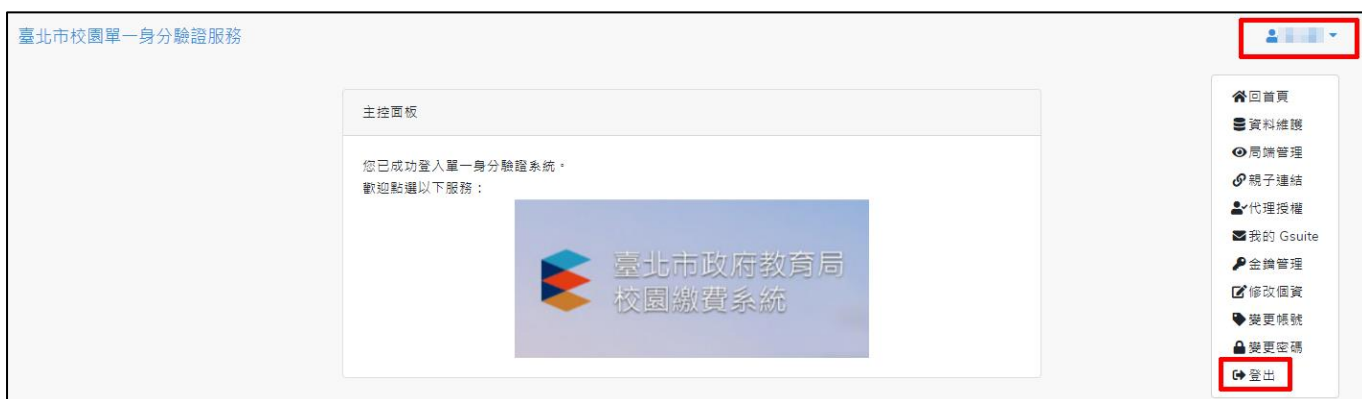 臺北市校園單一身分驗證服務
主控面板
您已成功登入單一身分驗證系統。
歡迎點選以下服務：
臺北市政府教育局
校園繳費系統
回首頁
資料維護
局端管理
親子連結
代理授權
我的 Gsuite
金鑰管理
修改個資
變更帳號
變更密碼
登出